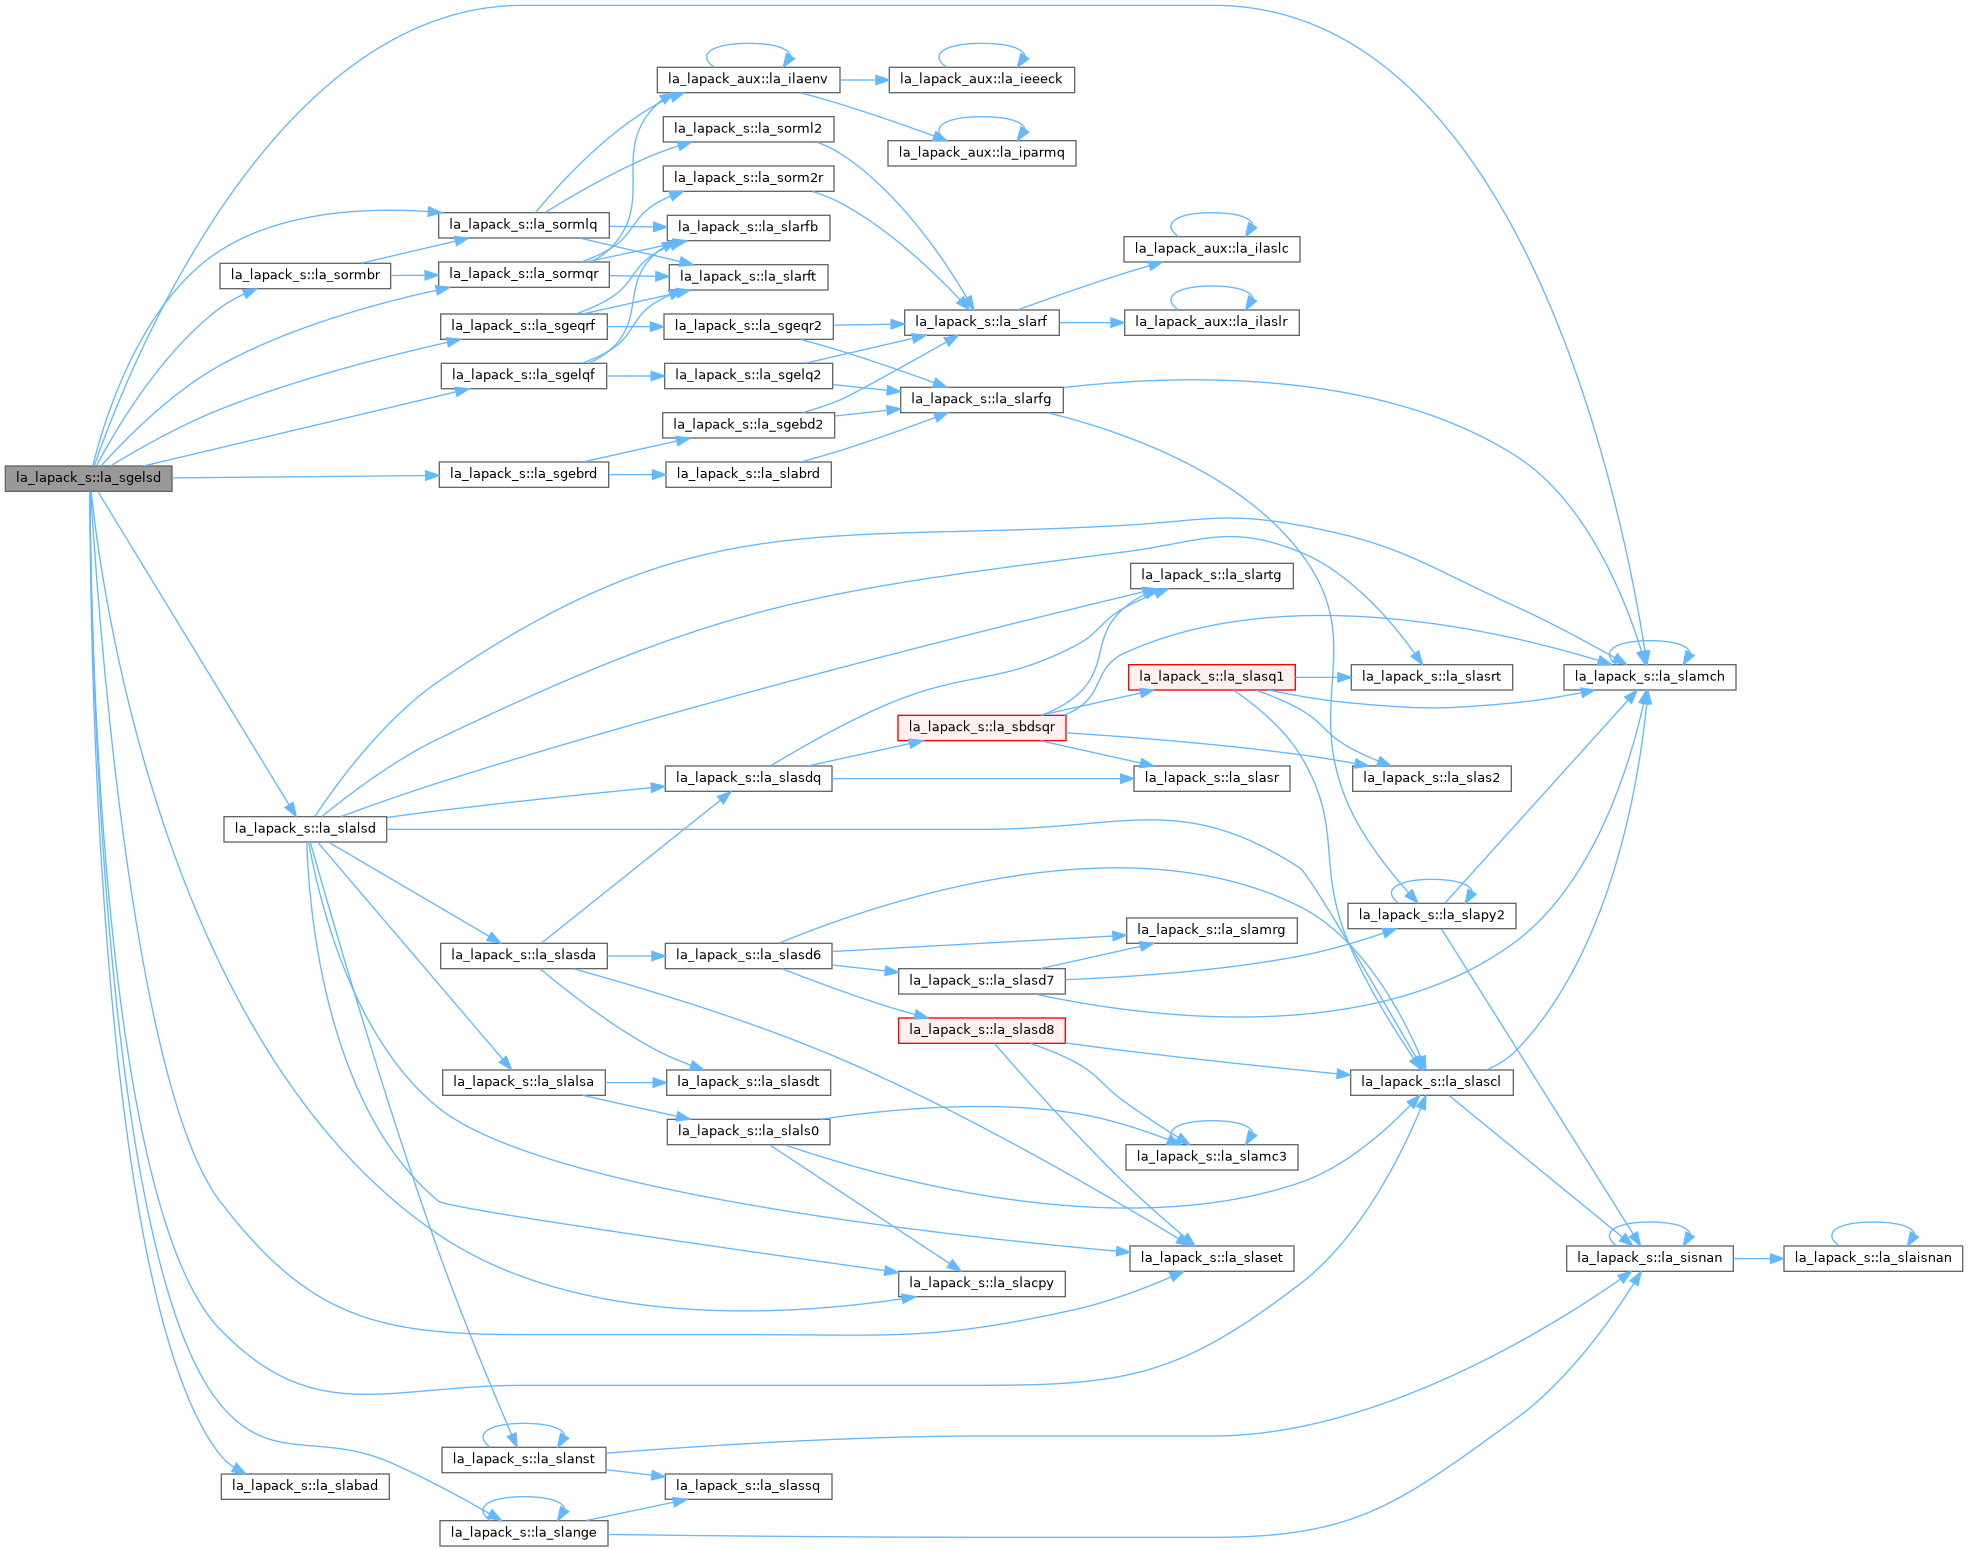 la_lapack_aux::la_ilaenv
la_lapack_aux::la_ieeeck
la_lapack_s::la_sorml2
la_lapack_aux::la_iparmq
la_lapack_s::la_sorm2r
la_lapack_s::la_sormlq
la_lapack_s::la_slarfb
la_lapack_aux::la_ilaslc
la_lapack_s::la_sormbr
la_lapack_s::la_sormqr
la_lapack_s::la_slarft
la_lapack_s::la_sgeqrf
la_lapack_s::la_sgeqr2
la_lapack_s::la_slarf
la_lapack_aux::la_ilaslr
la_lapack_s::la_sgelqf
la_lapack_s::la_sgelq2
la_lapack_s::la_slarfg
la_lapack_s::la_sgebd2
la_lapack_s::la_sgelsd
la_lapack_s::la_sgebrd
la_lapack_s::la_slabrd
la_lapack_s::la_slartg
la_lapack_s::la_slasq1
la_lapack_s::la_slasrt
la_lapack_s::la_slamch
la_lapack_s::la_sbdsqr
la_lapack_s::la_slasdq
la_lapack_s::la_slasr
la_lapack_s::la_slas2
la_lapack_s::la_slalsd
la_lapack_s::la_slapy2
la_lapack_s::la_slamrg
la_lapack_s::la_slasda
la_lapack_s::la_slasd6
la_lapack_s::la_slasd7
la_lapack_s::la_slasd8
la_lapack_s::la_slalsa
la_lapack_s::la_slasdt
la_lapack_s::la_slascl
la_lapack_s::la_slals0
la_lapack_s::la_slamc3
la_lapack_s::la_slaset
la_lapack_s::la_sisnan
la_lapack_s::la_slaisnan
la_lapack_s::la_slacpy
la_lapack_s::la_slanst
la_lapack_s::la_slabad
la_lapack_s::la_slassq
la_lapack_s::la_slange